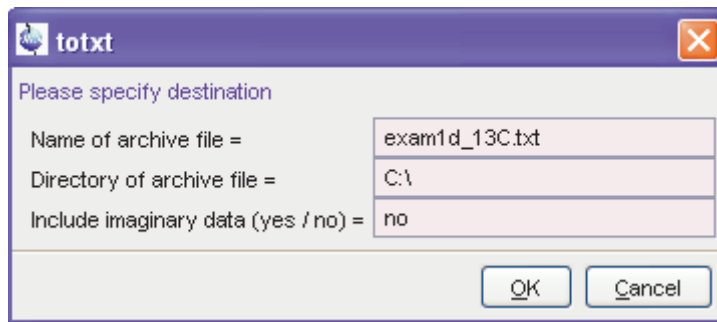 totxt
Please specify destination
Name of archive file = exam1d_13C.txt
Directory of archive file = C:\
Include imaginary data (yes / no) = no
OK Cancel